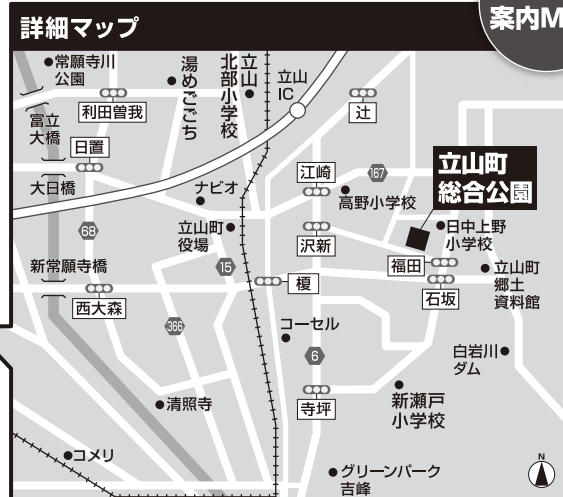 案内M
詳細マップ
常願寺川
公園
湯めごこち
立山
北部小学校
立山
IC
利田曽我
辻
富立
大橋
日置
大日橋
ナビオ
江崎
167
高野小学校
立山町
総合公園
68
立山町
役場
沢新
日中上野
小学校
新常願寺橋
15
福田
榎
石坂
立山町
郷土
資料館
西大森
366
コーセル
6
白岩川
ダム
清照寺
寺坪
新瀬戸
小学校
コメリ
グリーンパーク
吉峰
N